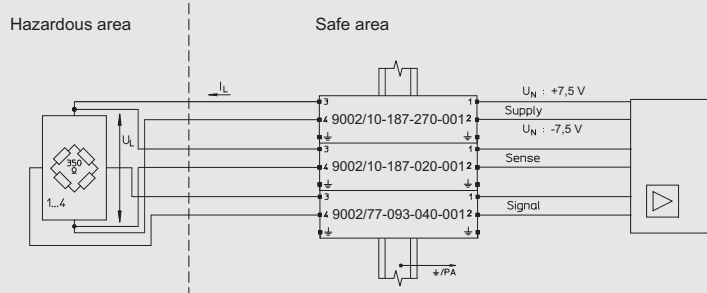 Hazardous area
Safe area
I_L
3
1
U_N : +7,5 V
4 9002/10-187-270-001 2
Supply
U_N : -7,5 V
U_L
3
1
4 9002/10-187-020-001 2
Sense
350
Ω
1...4
3
1
4 9002/77-093-040-001 2
Signal
⏚/PA